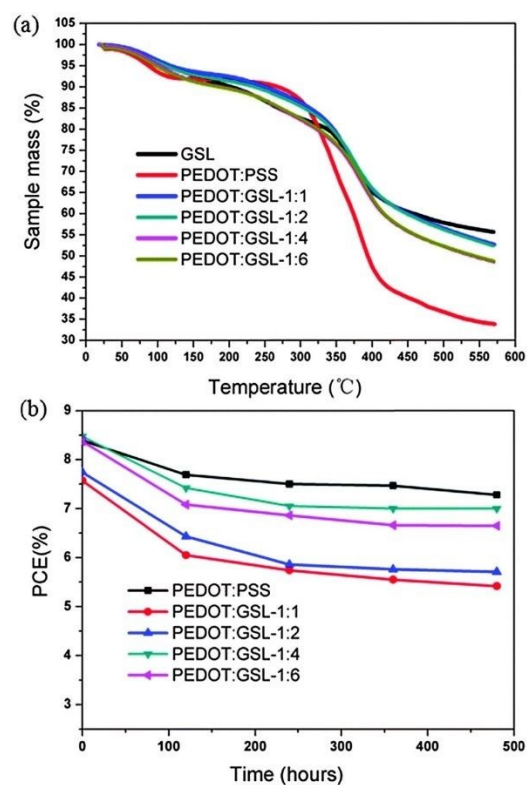 (a)
100
95
90
85
80
75
70
65
60
55
50
45
40
35
30
Sample mass (%)
GSL
PEDOT:PSS
PEDOT:GSL-1:1
PEDOT:GSL-1:2
PEDOT:GSL-1:4
PEDOT:GSL-1:6
0 50 100 150 200 250 300 350 400 450 500 550 600
Temperature (℃)
(b)
9
8
7
6
5
4
3
PCE(%)
PEDOT:PSS
PEDOT:GSL-1:1
PEDOT:GSL-1:2
PEDOT:GSL-1:4
PEDOT:GSL-1:6
0 100 200 300 400 500
Time (hours)